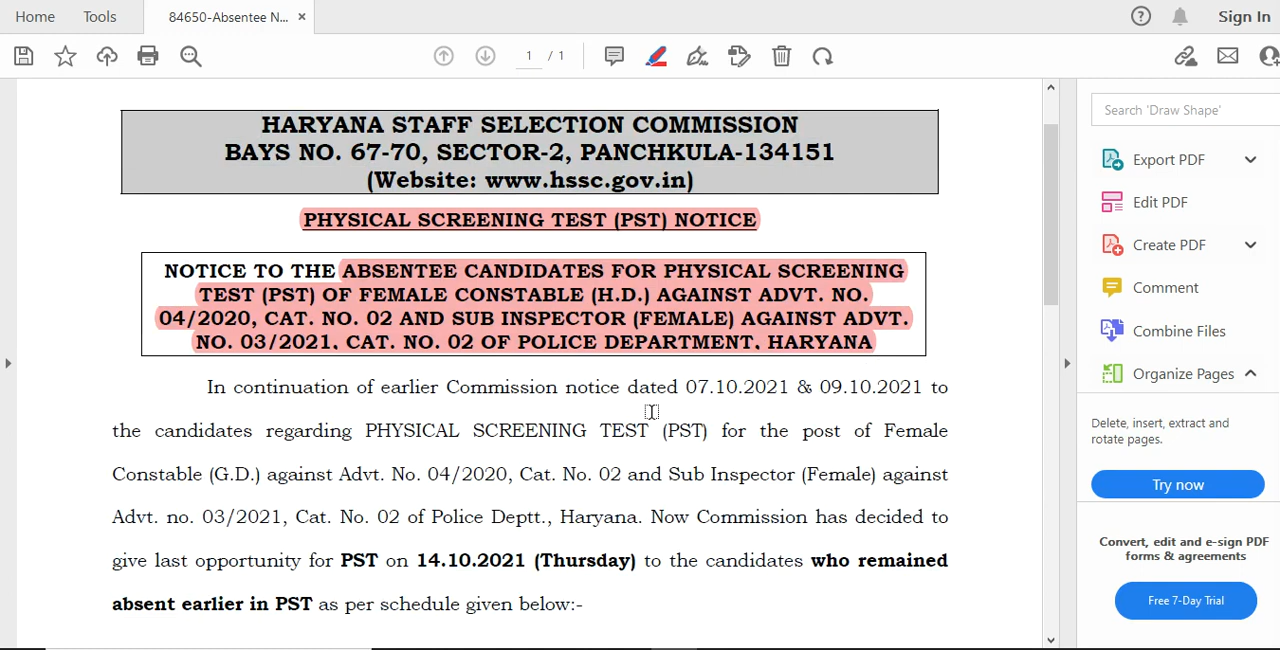 Home Tools 84650-Absentee N... × Sign In
1 / 1
Search 'Draw Shape'
Export PDF
Edit PDF
Create PDF
Comment
Combine Files
Organize Pages
Delete, insert, extract and
rotate pages.
Try now
Convert, edit and e-sign PDF
forms & agreements
Free 7-Day Trial
HARYANA STAFF SELECTION COMMISSION
BAYS NO. 67-70, SECTOR-2, PANCHKULA-134151
(Website: www.hssc.gov.in)
PHYSICAL SCREENING TEST (PST) NOTICE
NOTICE TO THE ABSENTEE CANDIDATES FOR PHYSICAL SCREENING
TEST (PST) OF FEMALE CONSTABLE (H.D.) AGAINST ADVT. NO.
04/2020, CAT. NO. 02 AND SUB INSPECTOR (FEMALE) AGAINST ADVT.
NO. 03/2021, CAT. NO. 02 OF POLICE DEPARTMENT, HARYANA
In continuation of earlier Commission notice dated 07.10.2021 & 09.10.2021 to
the candidates regarding PHYSICAL SCREENING TEST (PST) for the post of Female
Constable (G.D.) against Advt. No. 04/2020, Cat. No. 02 and Sub Inspector (Female) against
Advt. no. 03/2021, Cat. No. 02 of Police Deptt., Haryana. Now Commission has decided to
give last opportunity for PST on 14.10.2021 (Thursday) to the candidates who remained
absent earlier in PST as per schedule given below:-